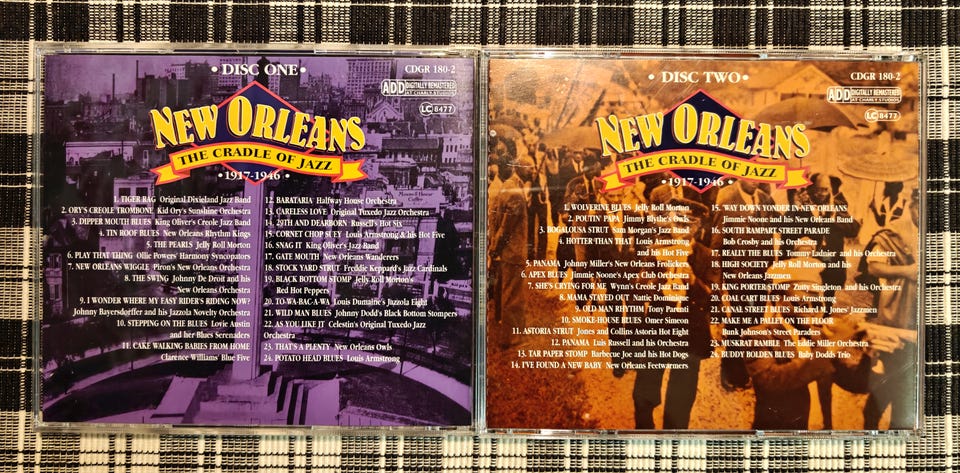 • DISC ONE •
CDGR 180-2
ADD DIGITALLY REMASTERED
AT CHARLY STUDIOS
LC 8477
NEW ORLEANS
THE CRADLE OF JAZZ
• 1917-1946 •
1. TIGER RAG Original Dixieland Jazz Band
2. ORY'S CREOLE TROMBONE Kid Ory's Sunshine Orchestra
3. DIPPER MOUTH BLUES King Oliver's Creole Jazz Band
4. TIN ROOF BLUES New Orleans Rhythm Kings
5. THE PEARLS Jelly Roll Morton
6. PLAY THAT THING Ollie Powers' Harmony Syncopators
7. NEW ORLEANS WIGGLE Piron's New Orleans Orchestra
8. THE SWING Johnny De Droit and his
New Orleans Orchestra
9. I WONDER WHERE MY EASY RIDER'S RIDING NOW?
Johnny Bayersdorffer and his Jazzola Novelty Orchestra
10. STEPPING ON THE BLUES Lovie Austin
and her Blues Serenaders
11. CAKE WALKING BABIES FROM HOME
Clarence Williams' Blue Five
12. BARATARIA Halfway House Orchestra
13. CARELESS LOVE Original Tuxedo Jazz Orchestra
14. 29TH AND DEARBORN Russell's Hot Six
15. CORNET CHOP SUEY Louis Armstrong & his Hot Five
16. SNAG IT King Oliver's Jazz Band
17. GATE MOUTH New Orleans Wanderers
18. STOCK YARD STRUT Freddie Keppard's Jazz Cardinals
19. BLACK BOTTOM STOMP Jelly Roll Morton's
Red Hot Peppers
20. TO-WA-BAC-A-WA Louis Dumaine's Jazzola Eight
21. WILD MAN BLUES Johnny Dodd's Black Bottom Stompers
22. AS YOU LIKE IT Celestin's Original Tuxedo Jazz
Orchestra
23. THAT'S A PLENTY New Orleans Owls
24. POTATO HEAD BLUES Louis Armstrong
• DISC TWO •
CDGR 180-2
ADD DIGITALLY REMASTERED
AT CHARLY STUDIOS
LC 8477
NEW ORLEANS
THE CRADLE OF JAZZ
• 1917-1946 •
1. WOLVERINE BLUES Jelly Roll Morton
2. POUTIN' PAPA Jimmy Blythe's Owls
3. BOGALOUSA STRUT Sam Morgan's Jazz Band
4. HOTTER THAN THAT Louis Armstrong
and his Hot Five
5. PANAMA Johnny Miller's New Orleans Frolickers
6. APEX BLUES Jimmie Noone's Apex Club Orchestra
7. SHE'S CRYING FOR ME Wynn's Creole Jazz Band
8. MAMA STAYED OUT Nattie Dominique
9. OLD MAN RHYTHM Tony Parenti
10. SMOKE-HOUSE BLUES Omer Simeon
11. ASTORIA STRUT Jones and Collins Astoria Hot Eight
12. PANAMA Luis Russell and his Orchestra
13. TAR PAPER STOMP Barbecue Joe and his Hot Dogs
14. I'VE FOUND A NEW BABY New Orleans Feetwarmers
15. WAY DOWN YONDER IN NEW ORLEANS
Jimmie Noone and his New Orleans Band
16. SOUTH RAMPART STREET PARADE
Bob Crosby and his Orchestra
17. REALLY THE BLUES Tommy Ladnier and his Orchestra
18. HIGH SOCIETY Jelly Roll Morton and his
New Orleans Jazzmen
19. KING PORTER STOMP Zutty Singleton and his Orchestra
20. COAL CART BLUES Louis Armstrong
21. CANAL STREET BLUES Richard M. Jones' Jazzmen
22. MAKE ME A PALLET ON THE FLOOR
Bunk Johnson's Street Paraders
23. MUSKRAT RAMBLE The Eddie Miller Orchestra
24. BUDDY BOLDEN BLUES Baby Dodds Trio